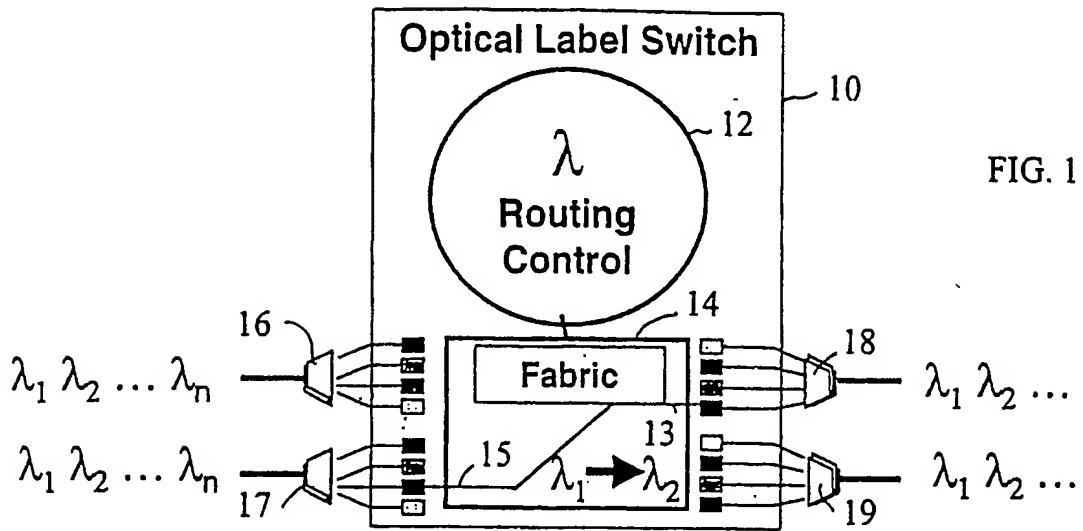 Optical Label Switch
10
12
λ
Routing
Control
FIG. 1
16
14
18
λ₁ λ₂ ... λₙ
Fabric
λ₁ λ₂ ...
13
λ₁ λ₂ ... λₙ
15
λ₁ → λ₂
λ₁ λ₂ ...
17
19